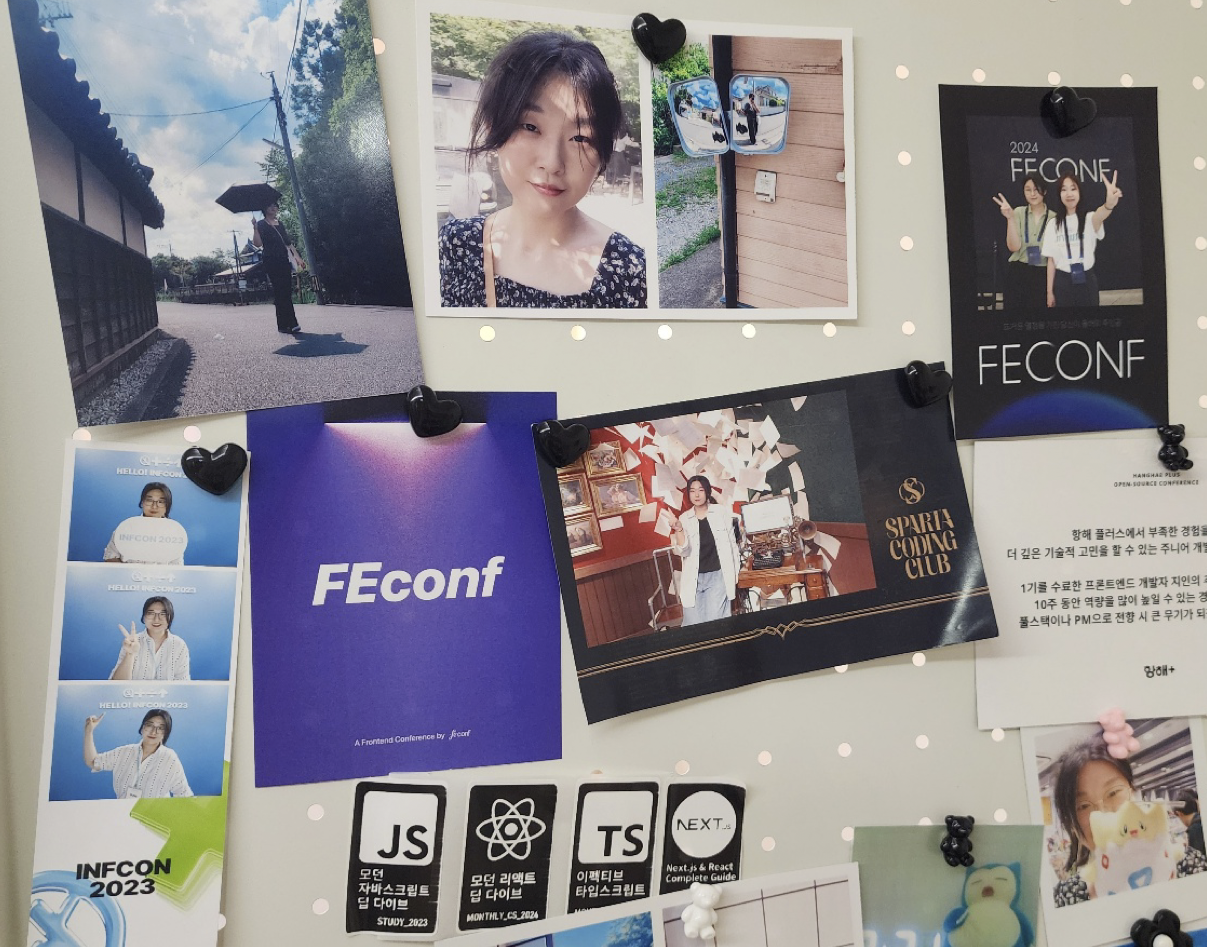 2024
FECONF
FECONF
HELLO! INFCON
INFCON 2023
HELLO! INFCON 2023
HELLO! INFCON 2023
INFCON
2023
FEconf
A Frontend Conference by feconf
SPARTA
CODING
CLUB
HANGHAE PLUS
OPEN-SOURCE CONFERENCE
항해 플러스에서 부족한 경험을
더 깊은 기술적 고민을 할 수 있는 주니어 개발
1기를 수료한 프론트엔드 개발자 지인의
10주 동안 역량을 많이 높일 수 있는
풀스택이나 PM으로 전향 시 큰 무기가 되
항해+
JS
모던
자바스크립트
딥 다이브
STUDY_2023
모던 리액트
딥 다이브
MONTHLY_CS_2024
TS
이펙티브
타입스크립트
NEXT.JS
Next.js & React
Complete Guide